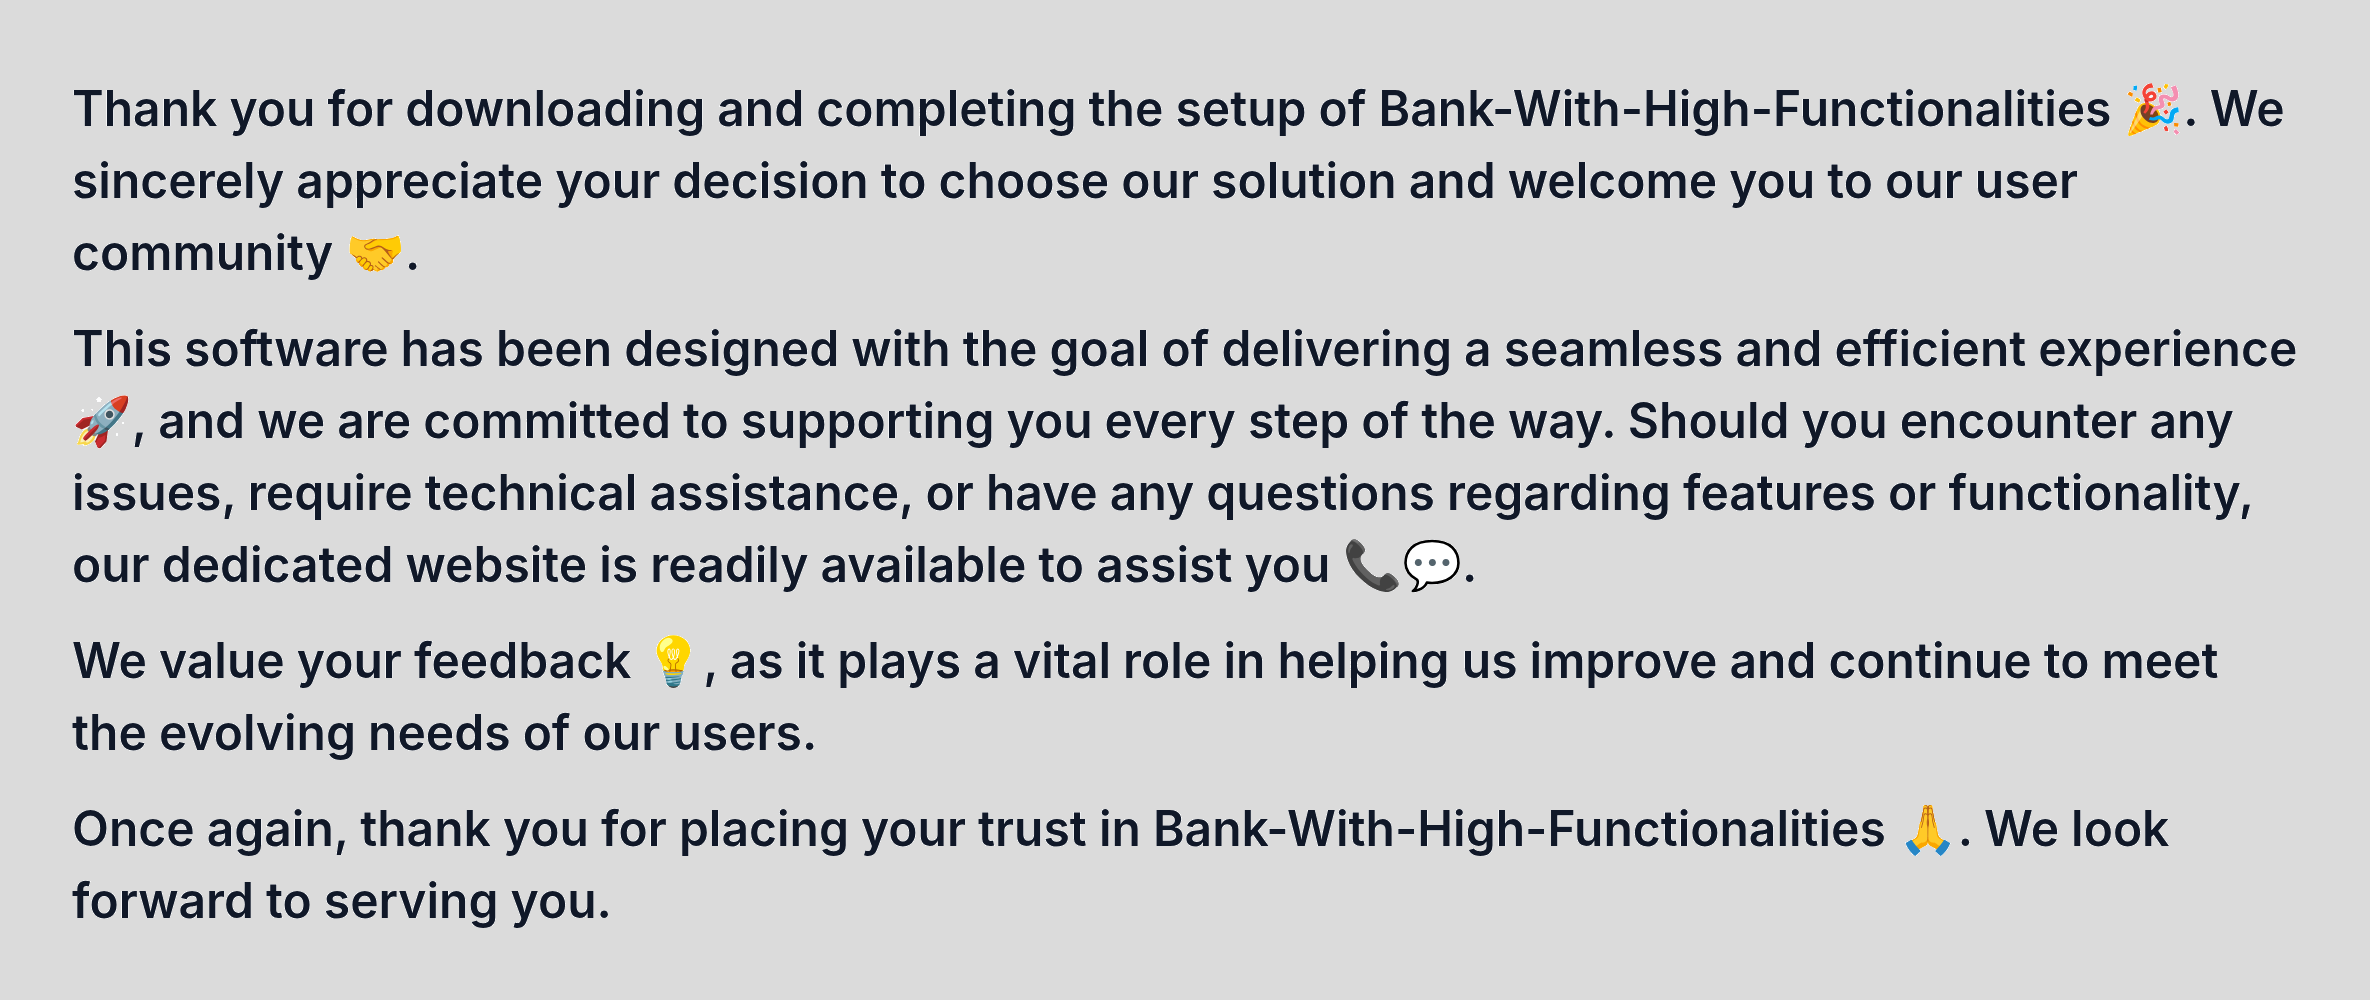 Thank you for downloading and completing the setup of Bank-With-High-Functionalities 🎉. We
sincerely appreciate your decision to choose our solution and welcome you to our user
community 🤝.
This software has been designed with the goal of delivering a seamless and efficient experience
🚀, and we are committed to supporting you every step of the way. Should you encounter any
issues, require technical assistance, or have any questions regarding features or functionality,
our dedicated website is readily available to assist you 📞💬.
We value your feedback 💡, as it plays a vital role in helping us improve and continue to meet
the evolving needs of our users.
Once again, thank you for placing your trust in Bank-With-High-Functionalities 🙏. We look
forward to serving you.